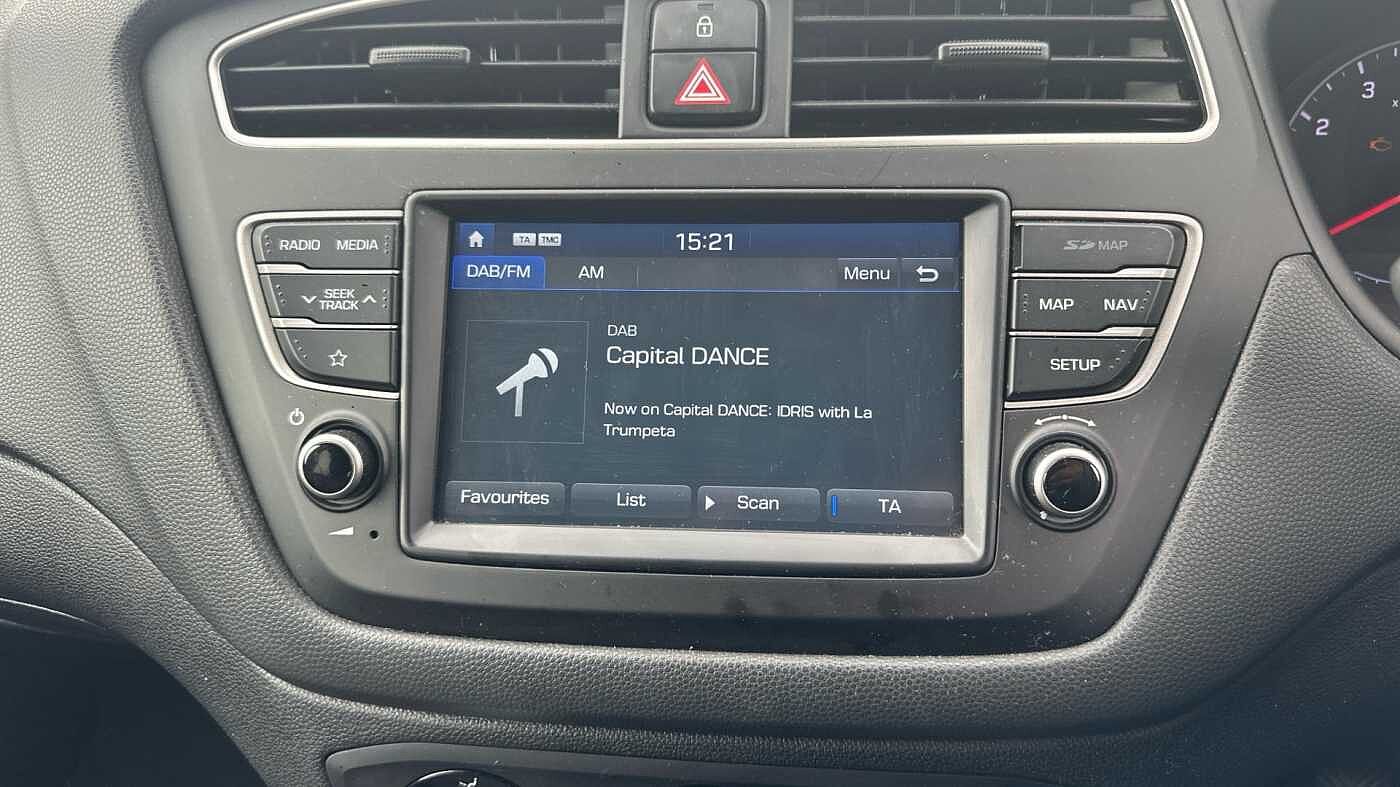 2
3
x
RADIO MEDIA
SEEK
TRACK
TA TMC
15:21
DAB/FM
AM
Menu
DAB
Capital DANCE
Now on Capital DANCE: IDRIS with La
Trumpeta
Favourites
List
Scan
TA
SD MAP
MAP NAV
SETUP